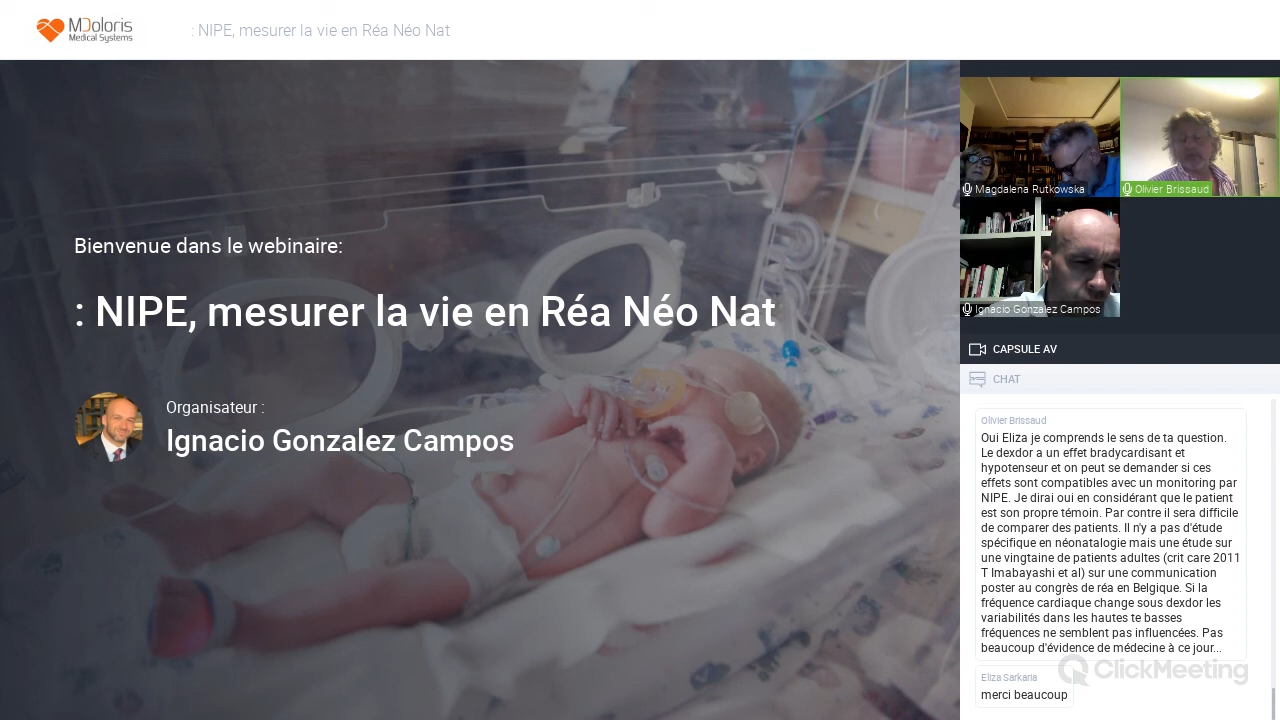 MDoloris
Medical Systems
: NIPE, mesurer la vie en Réa Néo Nat
Bienvenue dans le webinaire:
: NIPE, mesurer la vie en Réa Néo Nat
Organisateur :
Ignacio Gonzalez Campos
Magdalena Rutkowska
Olivier Brissaud
Ignacio Gonzalez Campos
CAPSULE AV
CHAT
Olivier Brissaud
Oui Eliza je comprends le sens de ta question.
Le dexdor a un effet bradycardisant et
hypotenseur et on peut se demander si ces
effets sont compatibles avec un monitoring par
NIPE. Je dirai oui en considérant que le patient
est son propre témoin. Par contre il sera difficile
de comparer des patients. Il n'y a pas d'étude
spécifique en néonatalogie mais une étude sur
une vingtaine de patients adultes (crit care 2011
T Imabayashi et al) sur une communication
poster au congrès de réa en Belgique. Si la
fréquence cardiaque change sous dexdor les
variabilités dans les hautes te basses
fréquences ne semblent pas influencées. Pas
beaucoup d'évidence de médecine à ce jour...
ClickMeeting
Eliza Sarkaria
merci beaucoup